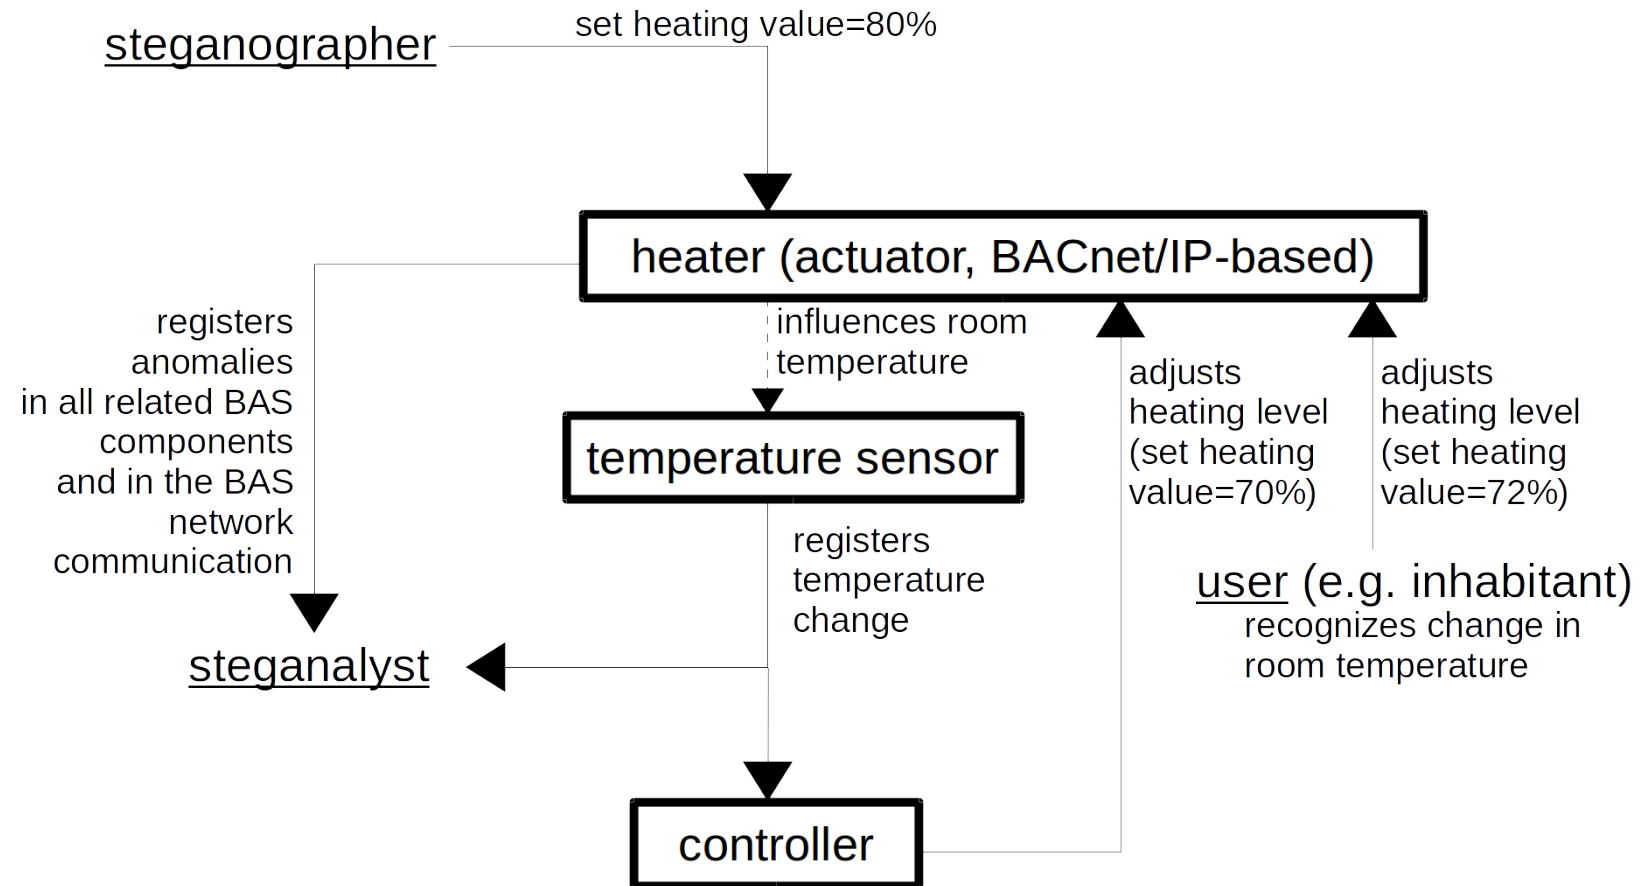 set heating value=80%
steganographer
heater (actuator, BACnet/IP-based)
registers
anomalies
in all related BAS
components
and in the BAS
network
communication
influences room
temperature
adjusts
heating level
(set heating
value=70%)
adjusts
heating level
(set heating
value=72%)
temperature sensor
registers
temperature
change
user (e.g. inhabitant)
recognizes change in
room temperature
steganalyst
controller